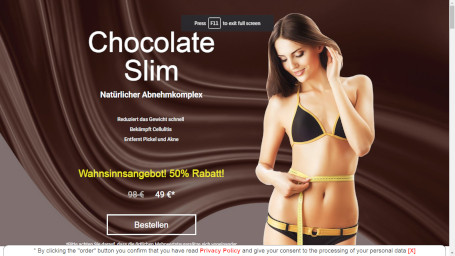 Press F11 to exit full screen
Chocolate
Slim
Natürlicher Abnehmkomplex
Reduziert das Gewicht schnell
Bekämpft Cellulitis
Entfernt Pickel und Akne
Wahnsinnsangebot! 50% Rabatt!
98 € 49 €*
Bestellen
* By clicking the "order" button you confirm that you have read Privacy Policy and give your consent to the processing of your personal data [X]